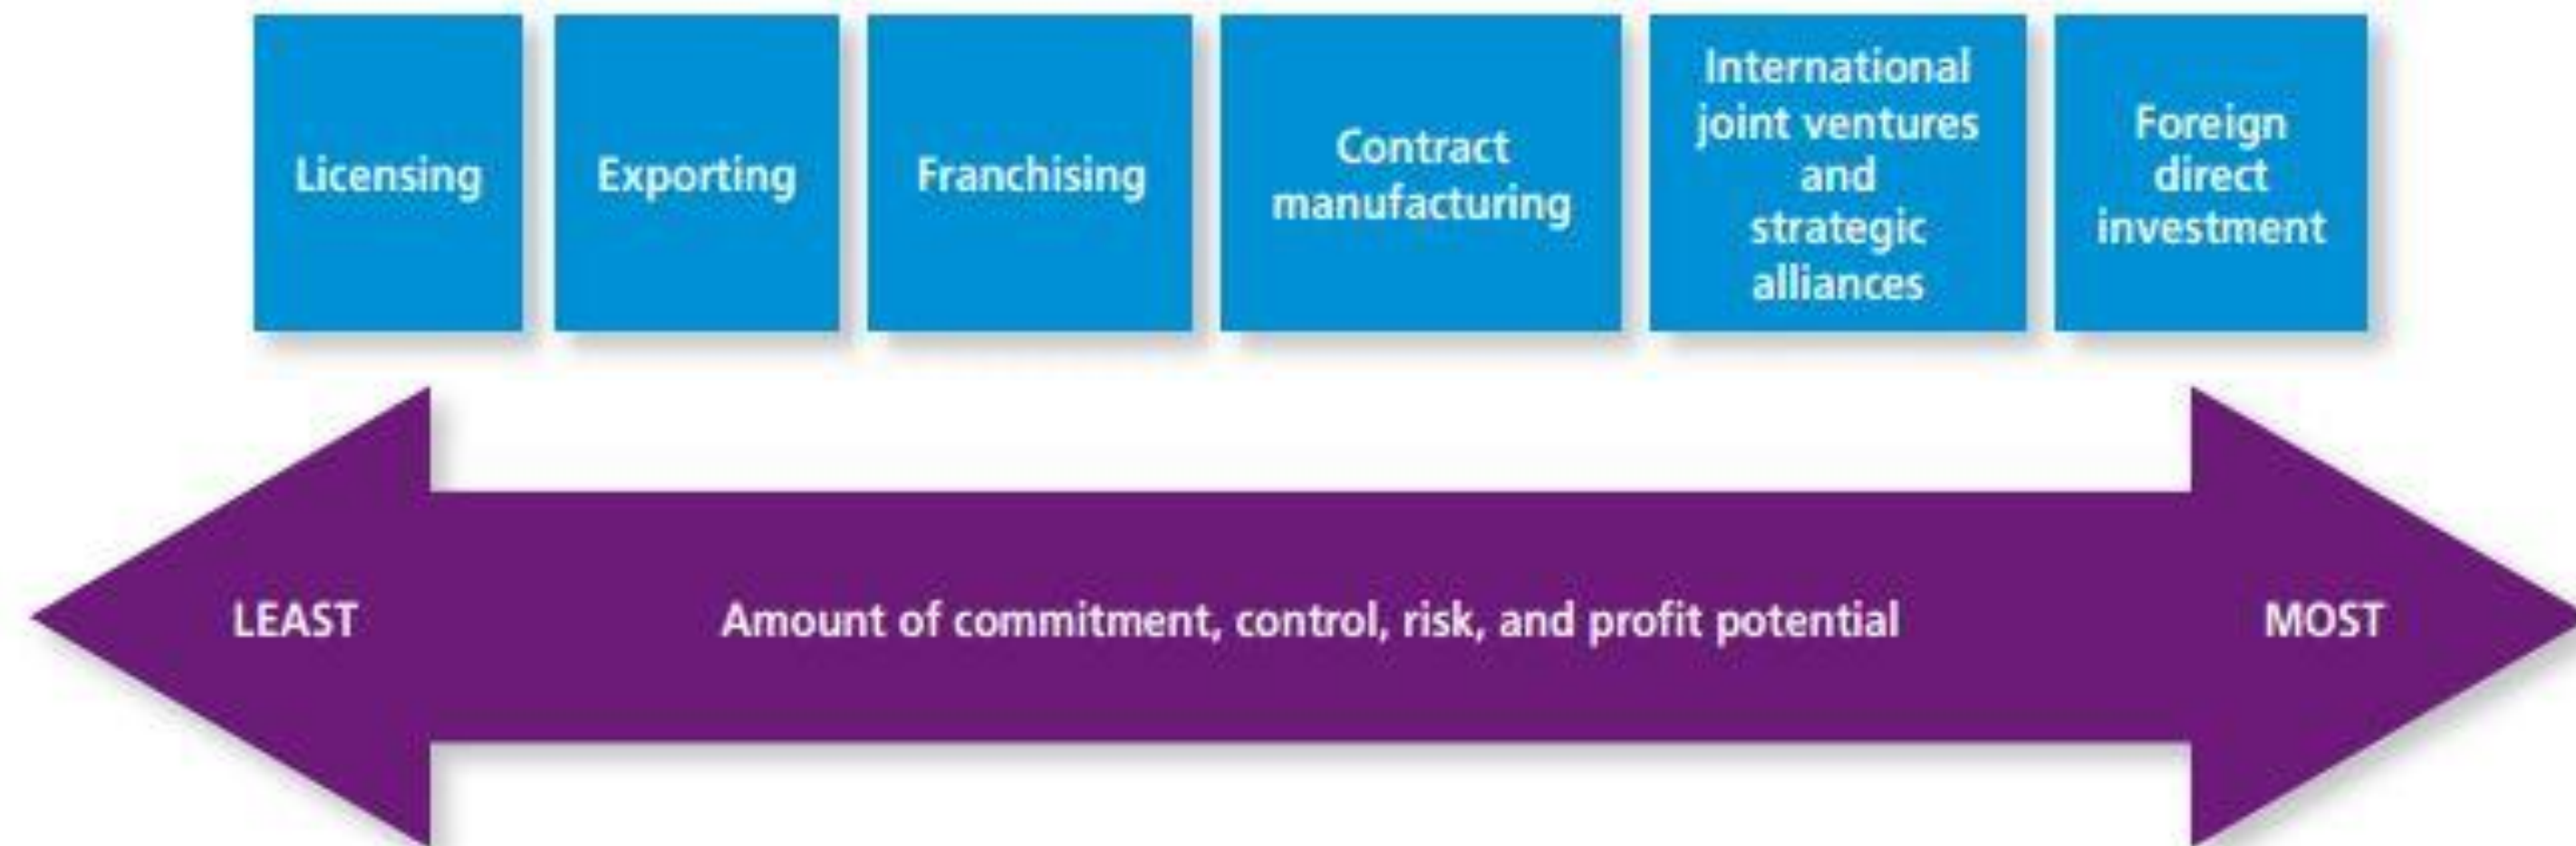 Licensing
Exporting
Franchising
Contract
manufacturing
International
joint ventures
and
strategic
alliances
Foreign
direct
investment
LEAST
Amount of commitment, control, risk, and profit potential
MOST